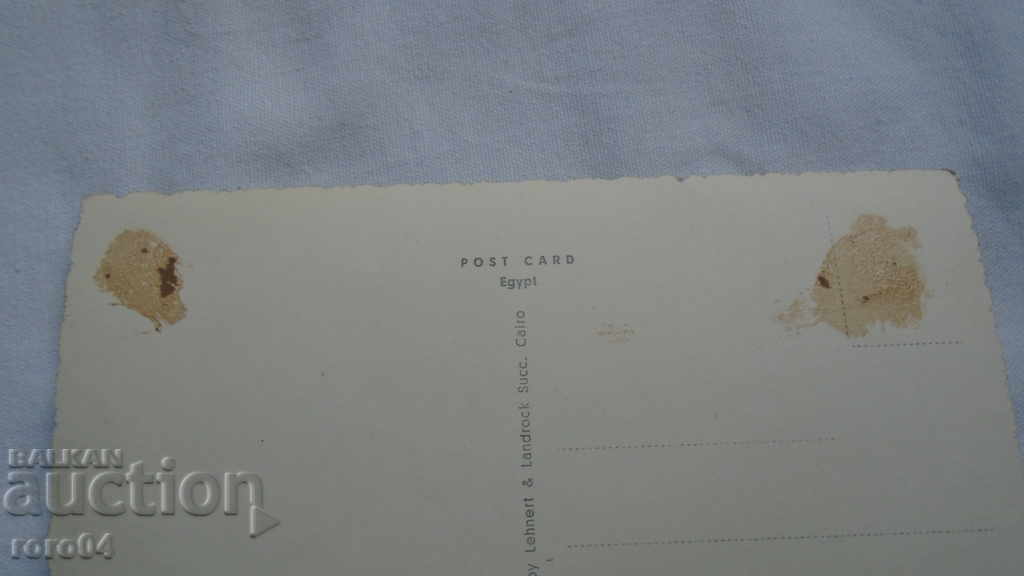 POST CARD
Egypt
by Lehnert & Landrock Succ. Cairo
BALKAN
auction
roro04